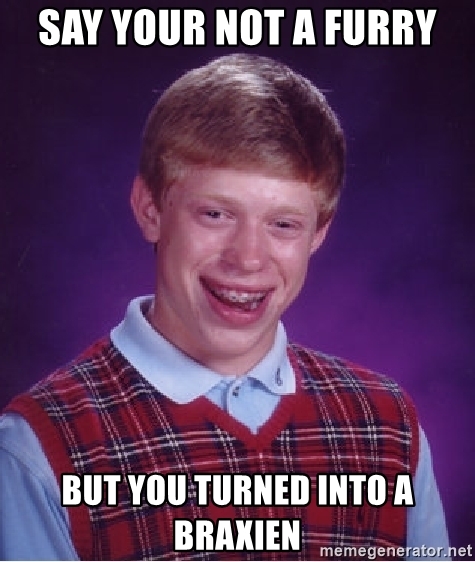 SAY YOUR NOT A FURRY
BUT YOU TURNED INTO A
BRAXIEN
memegenerator.net